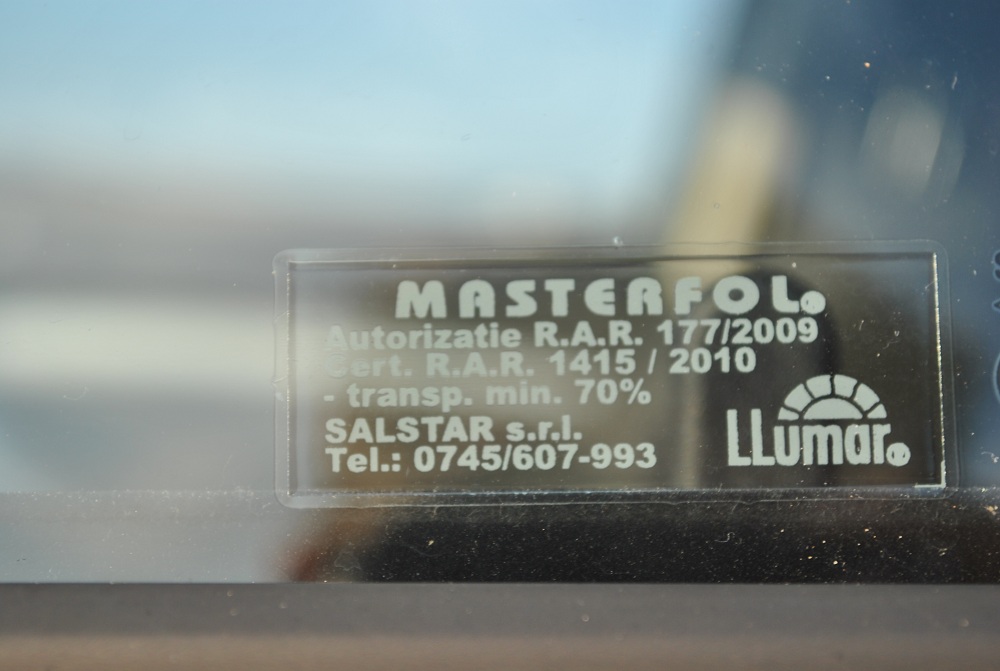 MASTERFOL®
Autorizatie R.A.R. 177/2009
Cert. R.A.R. 1415 / 2010
- transp. min. 70%
SALSTAR s.r.l.
Tel.: 0745/607-993
LLumar®